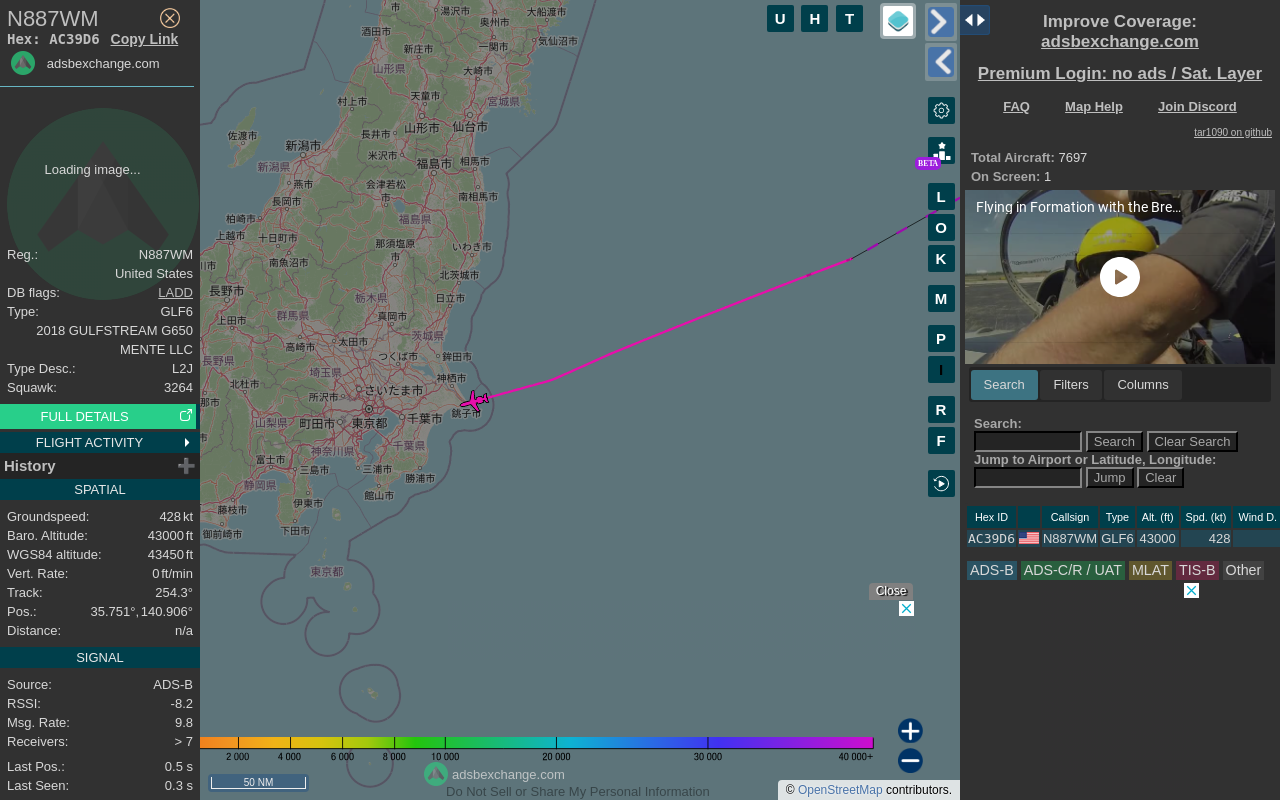 N887WM
Hex: AC39D6 Copy Link
adsbexchange.com
Loading image...
Reg.: N887WM
United States
DB flags: LADD
Type: GLF6
2018 GULFSTREAM G650
MENTE LLC
Type Desc.: L2J
Squawk: 3264
FULL DETAILS
FLIGHT ACTIVITY
History
SPATIAL
Groundspeed: 428 kt
Baro. Altitude: 43000 ft
WGS84 altitude: 43450 ft
Vert. Rate: 0 ft/min
Track: 254.3°
Pos.: 35.751°, 140.906°
Distance: n/a
SIGNAL
Source: ADS-B
RSSI: -8.2
Msg. Rate: 9.8
Receivers: > 7
Last Pos.: 0.5 s
Last Seen: 0.3 s
市
湯沢市
大船渡市
奥州市
酒田市
一関市
気仙沼市
新庄市
山形県
大崎市
天童市
宮城県
村上市
山形市
仙台市
佐渡市
長井市
新潟市
米沢市
相馬市
福島市
新潟県
燕市
会津若松市
南相馬市
長岡市
柏崎市
福島県
上越市
十日町市
那須塩原市
いわき市
川市
南魚沼市
北茨城市
長野市
栃木県
日立市
上田市
群馬県
真岡市
茨城県
高崎市
太田市
長野県
つくば市
鉾田市
埼玉県
神栖市
北杜市
さいたま市
所沢市
那市
銚子市
山梨県
町田市
東京都
千葉市
神奈川県
千葉県
富士市
三島市
三浦市
勝浦市
静岡県
館山市
伊東市
藤枝市
下田市
御前崎市
東京都
U H T
BETA
L
O
K
M
P
I
R
F
Close
2 000 4 000 6 000 8 000 10 000 20 000 30 000 40 000+
50 NM
adsbexchange.com
Do Not Sell or Share My Personal Information
© OpenStreetMap contributors.
Improve Coverage:
adsbexchange.com
Premium Login: no ads / Sat. Layer
FAQ Map Help Join Discord
tar1090 on github
Total Aircraft: 7697
On Screen: 1
Flying in Formation with the Bre...
Search Filters Columns
Search:
Search Clear Search
Jump to Airport or Latitude, Longitude:
Jump Clear
Hex ID Callsign Type Alt. (ft) Spd. (kt) Wind D.
AC39D6 N887WM GLF6 43000 428
ADS-B ADS-C/R / UAT MLAT TIS-B Other